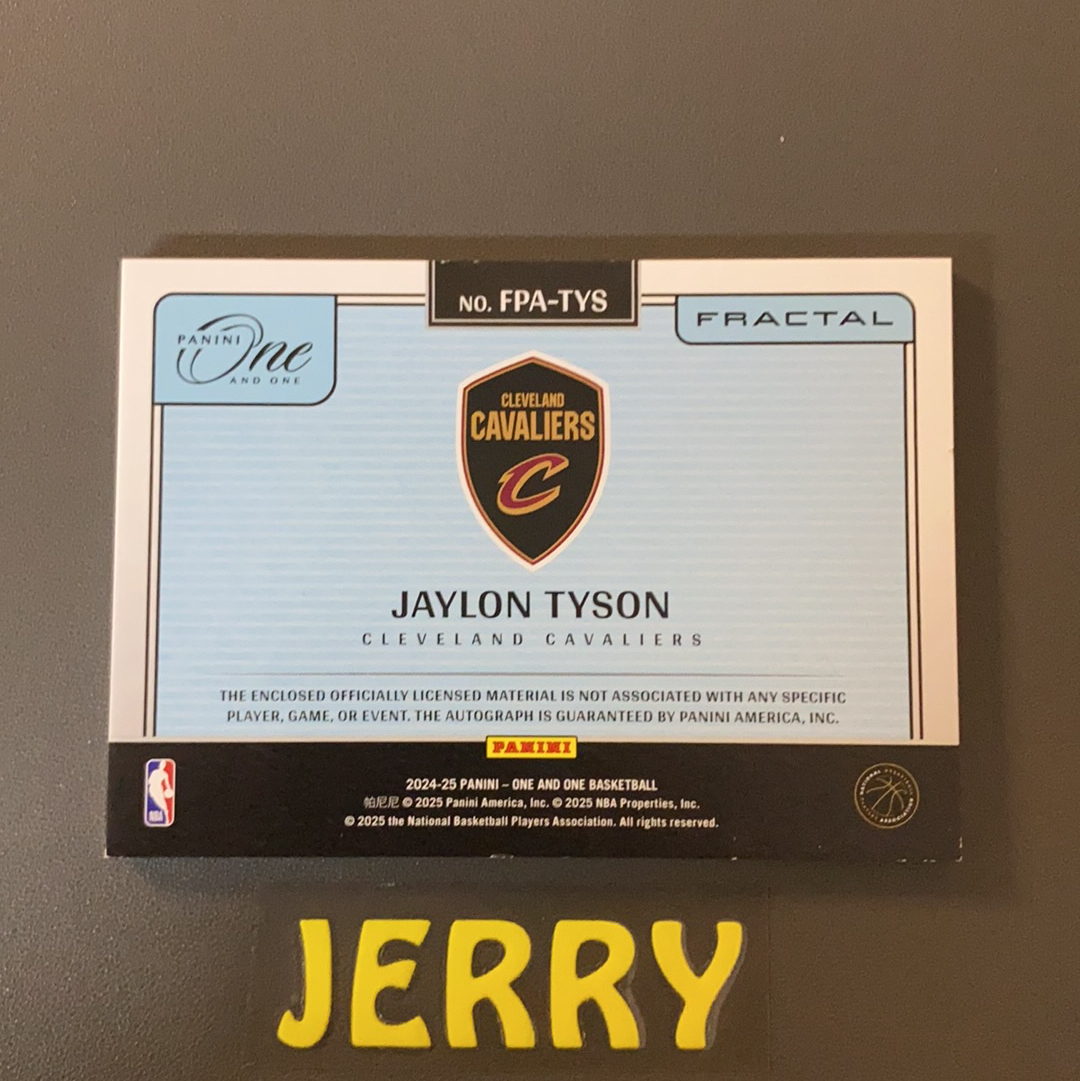 NO. FPA-TYS
PANINI
One
AND ONE
FRACTAL
CLEVELAND
CAVALIERS
C
JAYLON TYSON
CLEVELAND CAVALIERS
THE ENCLOSED OFFICIALLY LICENSED MATERIAL IS NOT ASSOCIATED WITH ANY SPECIFIC
PLAYER, GAME, OR EVENT. THE AUTOGRAPH IS GUARANTEED BY PANINI AMERICA, INC.
PANINI
NBA
2024-25 PANINI – ONE AND ONE BASKETBALL
帕尼尼 © 2025 Panini America, Inc. © 2025 NBA Properties, Inc.
© 2025 the National Basketball Players Association. All rights reserved.
JERRY